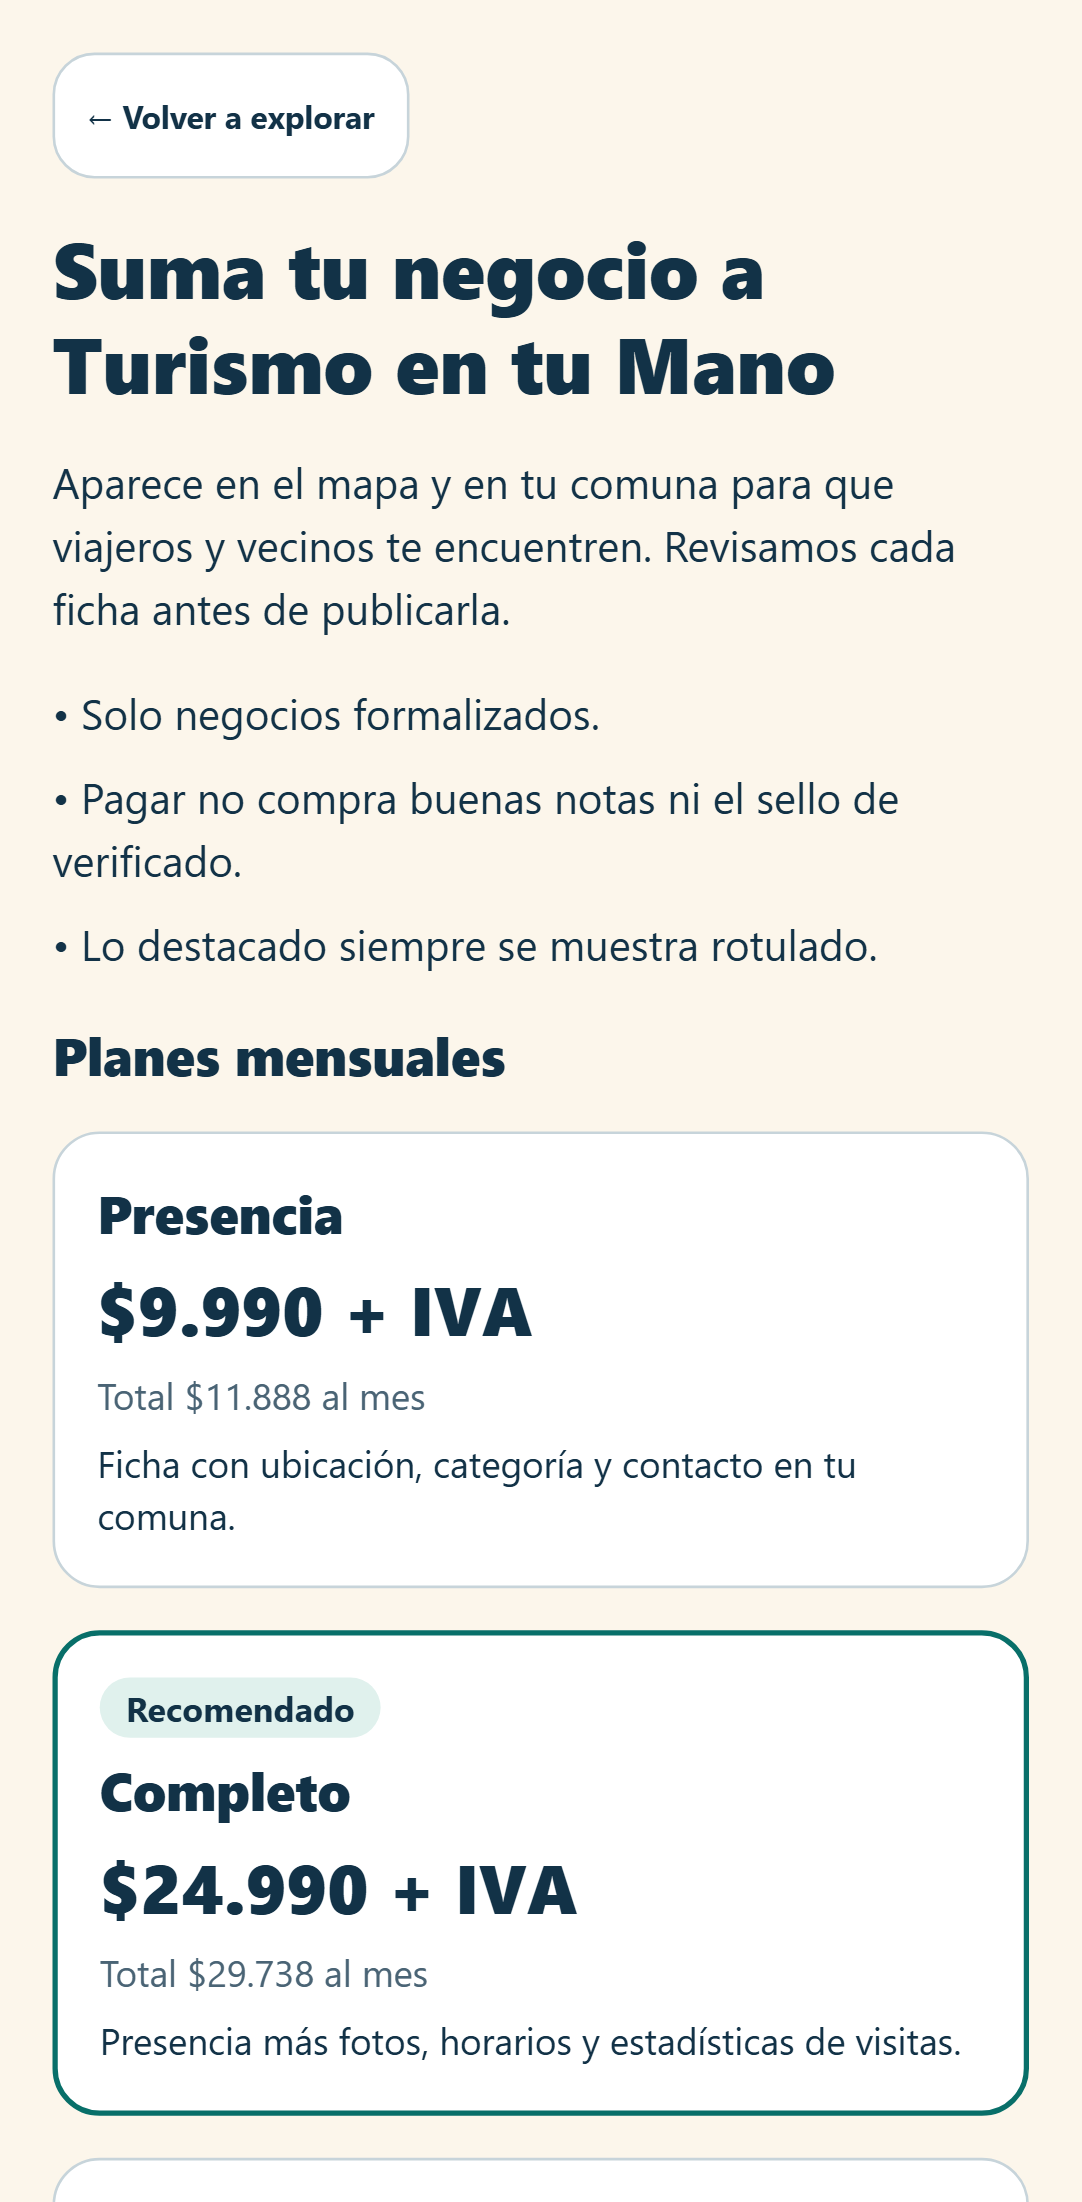 ← Volver a explorar
Suma tu negocio a
Turismo en tu Mano
Aparece en el mapa y en tu comuna para que
viajeros y vecinos te encuentren. Revisamos cada
ficha antes de publicarla.
• Solo negocios formalizados.
• Pagar no compra buenas notas ni el sello de
verificado.
• Lo destacado siempre se muestra rotulado.
Planes mensuales
Presencia
$9.990 + IVA
Total $11.888 al mes
Ficha con ubicación, categoría y contacto en tu
comuna.
Recomendado
Completo
$24.990 + IVA
Total $29.738 al mes
Presencia más fotos, horarios y estadísticas de visitas.